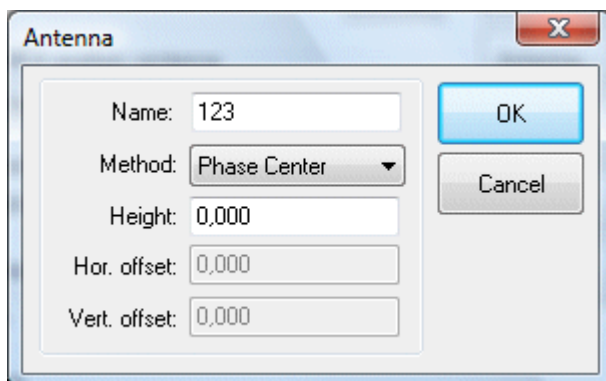 Antenna
Name: 123
OK
Method: Phase Center
Cancel
Height: 0,000
Hor. offset: 0,000
Vert. offset: 0,000